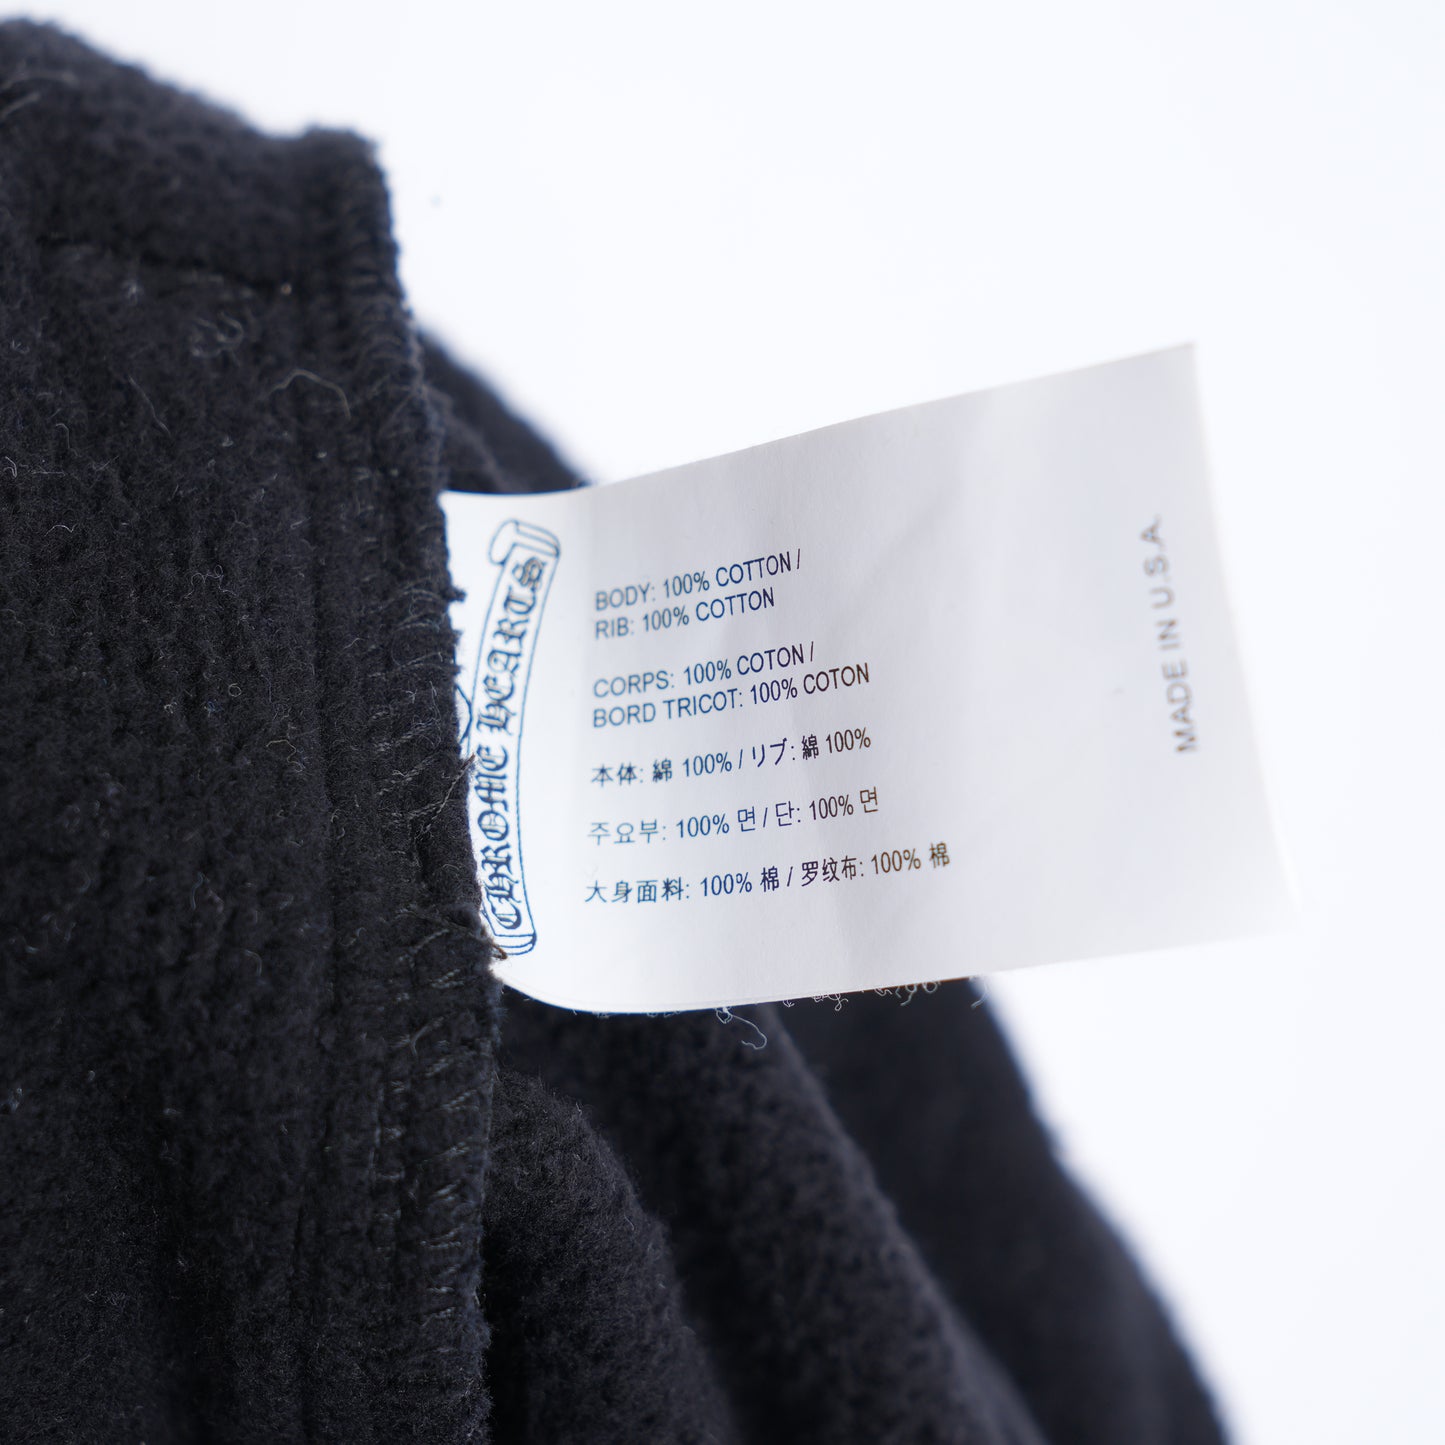 CHROME HEARTS
BODY: 100% COTTON /
RIB: 100% COTTON
CORPS: 100% COTON /
BORD TRICOT: 100% COTON
本体: 綿 100% / リブ: 綿 100%
주요부: 100% 면 / 단: 100% 면
大身面料: 100% 棉 / 罗纹布: 100% 棉
MADE IN U.S.A.